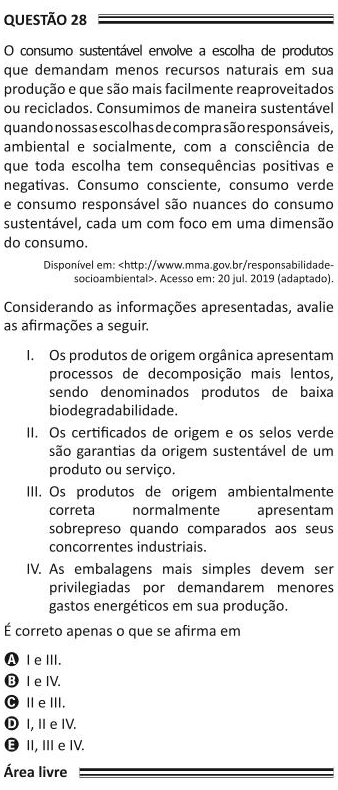 QUESTÃO 28
O consumo sustentável envolve a escolha de produtos
que demandam menos recursos naturais em sua
produção e que são mais facilmente reaproveitados
ou reciclados. Consumimos de maneira sustentável
quando nossas escolhas de compra são responsáveis,
ambiental e socialmente, com a consciência de
que toda escolha tem consequências positivas e
negativas. Consumo consciente, consumo verde
e consumo responsável são nuances do consumo
sustentável, cada um com foco em uma dimensão
do consumo.
Disponível em: <http://www.mma.gov.br/responsabilidade-
socioambiental>. Acesso em: 20 jul. 2019 (adaptado).
Considerando as informações apresentadas, avalie
as afirmações a seguir.
I. Os produtos de origem orgânica apresentam
processos de decomposição mais lentos,
sendo denominados produtos de baixa
biodegradabilidade.
II. Os certificados de origem e os selos verde
são garantias da origem sustentável de um
produto ou serviço.
III. Os produtos de origem ambientalmente
correta normalmente apresentam
sobrepreso quando comparados aos seus
concorrentes industriais.
IV. As embalagens mais simples devem ser
privilegiadas por demandarem menores
gastos energéticos em sua produção.
É correto apenas o que se afirma em
A I e III.
B I e IV.
C II e III.
D I, II e IV.
E II, III e IV.
Área livre